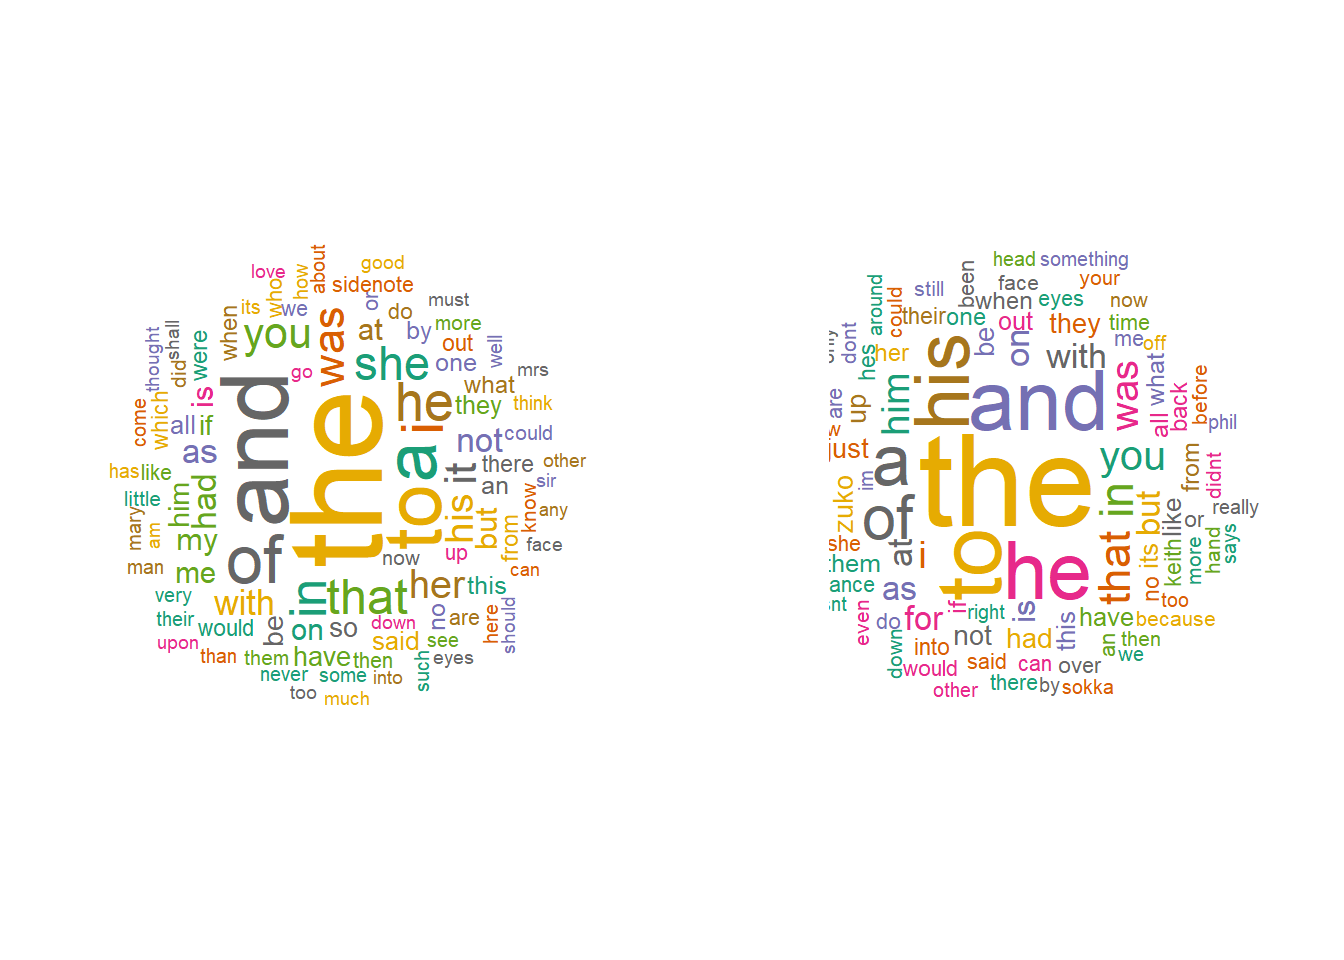 love
its
who
we
how
about
good
sidenote
or
do
must
by
more
out
one
well
mrs
what
they
think
thought
shall
did
were
when
you
was
at
she
go
he
is
come
which
all
if
as
and
the
a
i
not
could
there
other
it
an
sir
has
like
little
him
had
my
mary
am
man
me
of
to
his
but
from
know
any
face
up
can
now
in
that
her
this
very
their
with
would
upon
be
on
so
down
said
no
are
see
here
should
than
them
have
then
never
some
into
such
eyes
too
much
head
something
been
face
your
still
when
eyes
now
around
could
their
one
out
they
time
be
on
me
off
dont
hes
her
his
with
what
are
up
him
and
was
all
back
before
phil
just
a
the
you
im
from
didnt
zuko
of
in
but
like
or
really
she
at
i
to
he
that
its
keith
more
hand
says
them
as
no
too
even
do
for
if
right
is
this
have
because
down
into
not
had
an
then
we
would
said
can
over
other
there
by
sokka